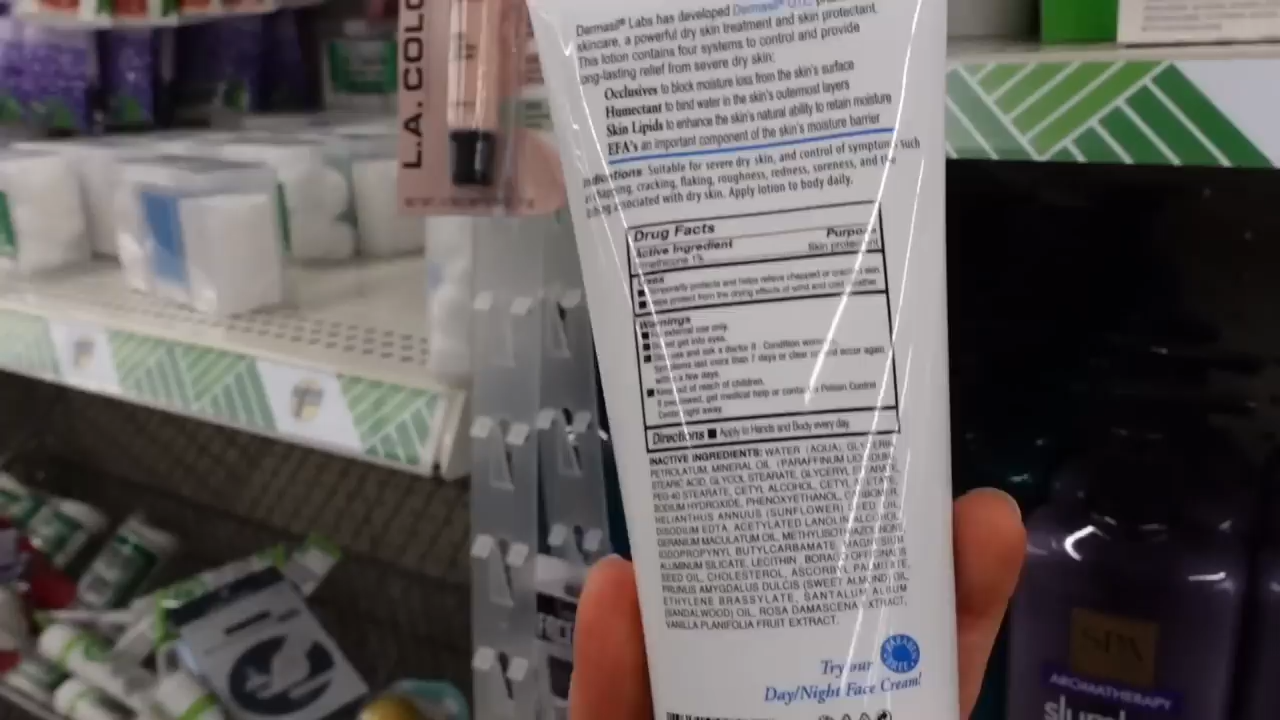 L.A. COLO
Dermasil® Labs has developed Dermasil®
skincare, a powerful dry skin treatment and skin protectant.
This lotion contains four systems to control and provide
ong-lasting relief from severe dry skin:
Occlusives to block moisture loss from the skin's surface
Humectant to bind water in the skin's outermost layers
Skin Lipids to enhance the skin's natural ability to retain moisture
EFA's an important component of the skin's moisture barrier
Indications Suitable for severe dry skin, and control of symptoms such
chapping, cracking, flaking, roughness, redness, soreness, and the
itching associated with dry skin. Apply lotion to body daily.
Drug Facts
Active Ingredient Purpose
methicone 1% Skin protectant
Uses
temporarily protects and helps relieve chapped or cracked skin
helps protect from the drying effects of wind and cold weather
Warnings
For external use only.
not get into eyes.
use and ask a doctor if Condition
Symptoms last more than 7 days or clear and occur again
within a few days.
Keep out of reach of children.
If swallowed, get medical help or contact a Poison Control
Center right away.
Directions ■ Apply to Hands and Body every day
INACTIVE INGREDIENTS: WATER (AQUA), GLYCERIN,
PETROLATUM, MINERAL OIL (PARAFFINUM LIQUIDUM),
STEARIC ACID, GLYCOL STEARATE, GLYCERYL STEARATE,
PEG-40 STEARATE, CETYL ALCOHOL, CETYL ACETATE,
SODIUM HYDROXIDE, PHENOXYETHANOL, CARBOMER,
HELIANTHUS ANNUUS (SUNFLOWER) SEED OIL,
DISODIUM EDTA, ACETYLATED LANOLIN ALCOHOL,
GERANIUM MACULATUM OIL, METHYLISOTHIAZOLINONE,
IODOPROPYNYL BUTYLCARBAMATE, MAGNESIUM
ALUMINUM SILICATE, LECITHIN, BORAGO OFFICINALIS
SEED OIL, CHOLESTEROL, ASCORBYL PALMITATE,
PRUNUS AMYGDALUS DULCIS (SWEET ALMOND) OIL,
ETHYLENE BRASSYLATE, SANTALUM ALBUM
(SANDALWOOD) OIL, ROSA DAMASCENA EXTRACT,
VANILLA PLANIFOLIA FRUIT EXTRACT.
PARABEN
FREE
Try our
Day/Night Face Cream!
SPA
AROMATHERAPY